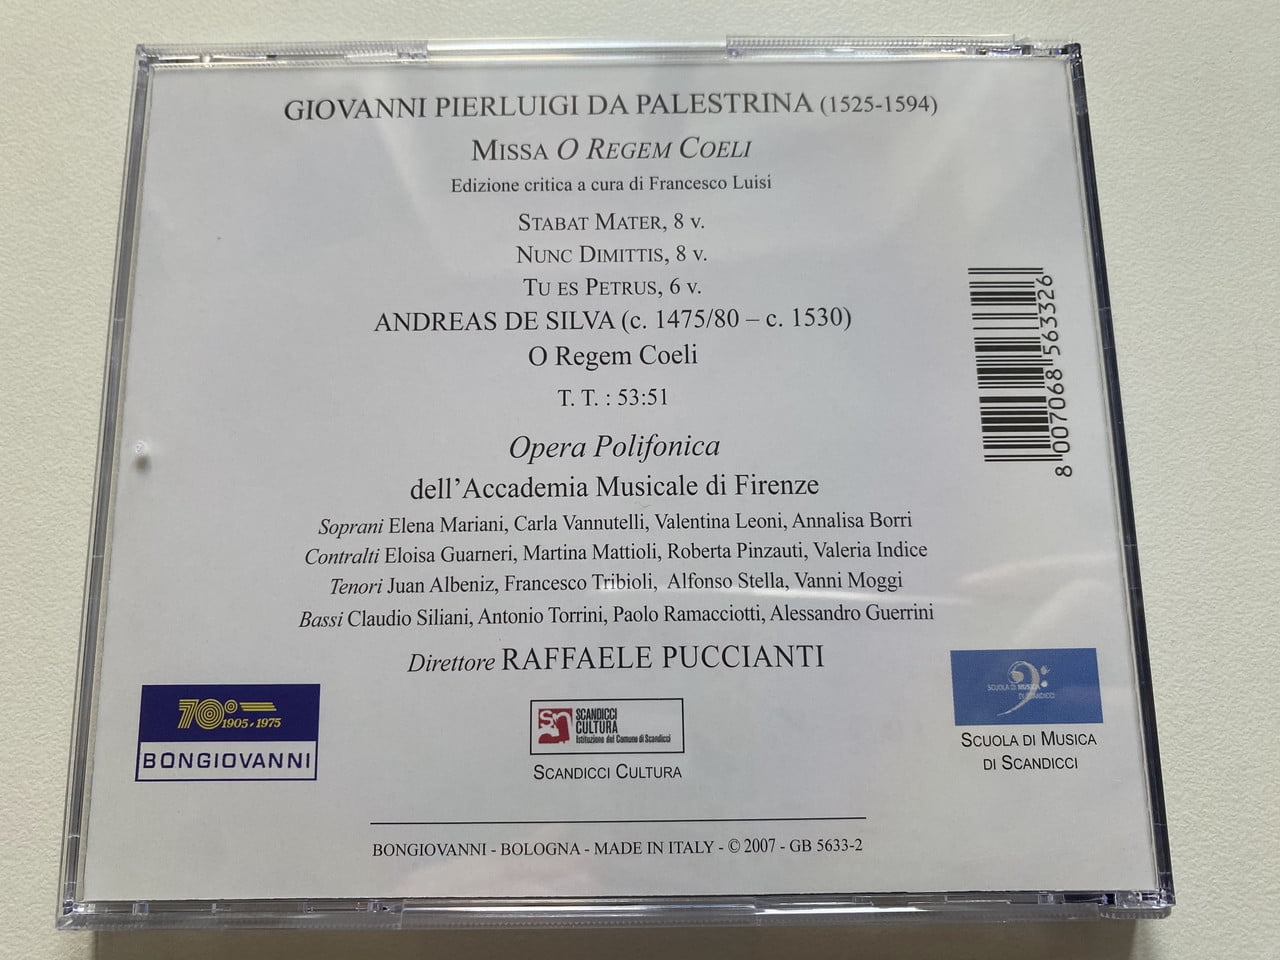 GIOVANNI PIERLUIGI DA PALESTRINA (1525-1594)
MISSA O REGEM COELI
Edizione critica a cura di Francesco Luisi
STABAT MATER, 8 V.
NUNC DIMITTIS, 8 V.
TU ES PETRUS, 6 V.
ANDREAS DE SILVA (c. 1475/80 – c. 1530)
O Regem Coeli
T. T. : 53:51
Opera Polifonica
dell'Accademia Musicale di Firenze
Soprani Elena Mariani, Carla Vannutelli, Valentina Leoni, Annalisa Borri
Contralti Eloisa Guarneri, Martina Mattioli, Roberta Pinzauti, Valeria Indice
Tenori Juan Albeniz, Francesco Tribioli, Alfonso Stella, Vanni Moggi
Bassi Claudio Siliani, Antonio Torrini, Paolo Ramacciotti, Alessandro Guerrini
Direttore RAFFAELE PUCCIANTI
8 007068 563326
70° 1905-1975
BONGIOVANNI
SCANDICCI
CULTURA
Istituzione del Comune di Scandicci
SCANDICCI CULTURA
SCUOLA DI MUSICA
DI SCANDICCI
SCUOLA DI MUSICA
DI SCANDICCI
BONGIOVANNI - BOLOGNA - MADE IN ITALY - © 2007 - GB 5633-2